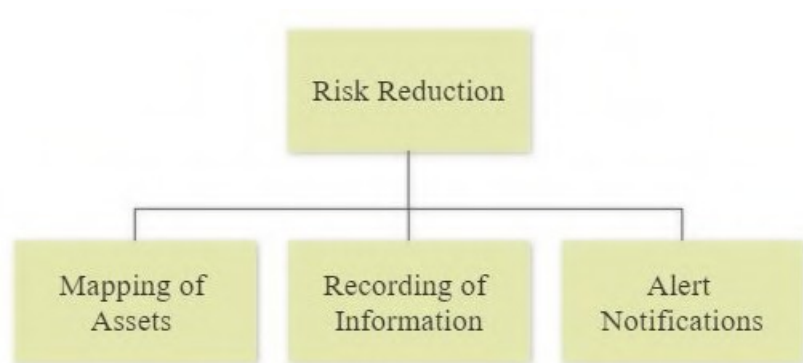 Risk Reduction
Mapping of
Assets
Recording of
Information
Alert
Notifications